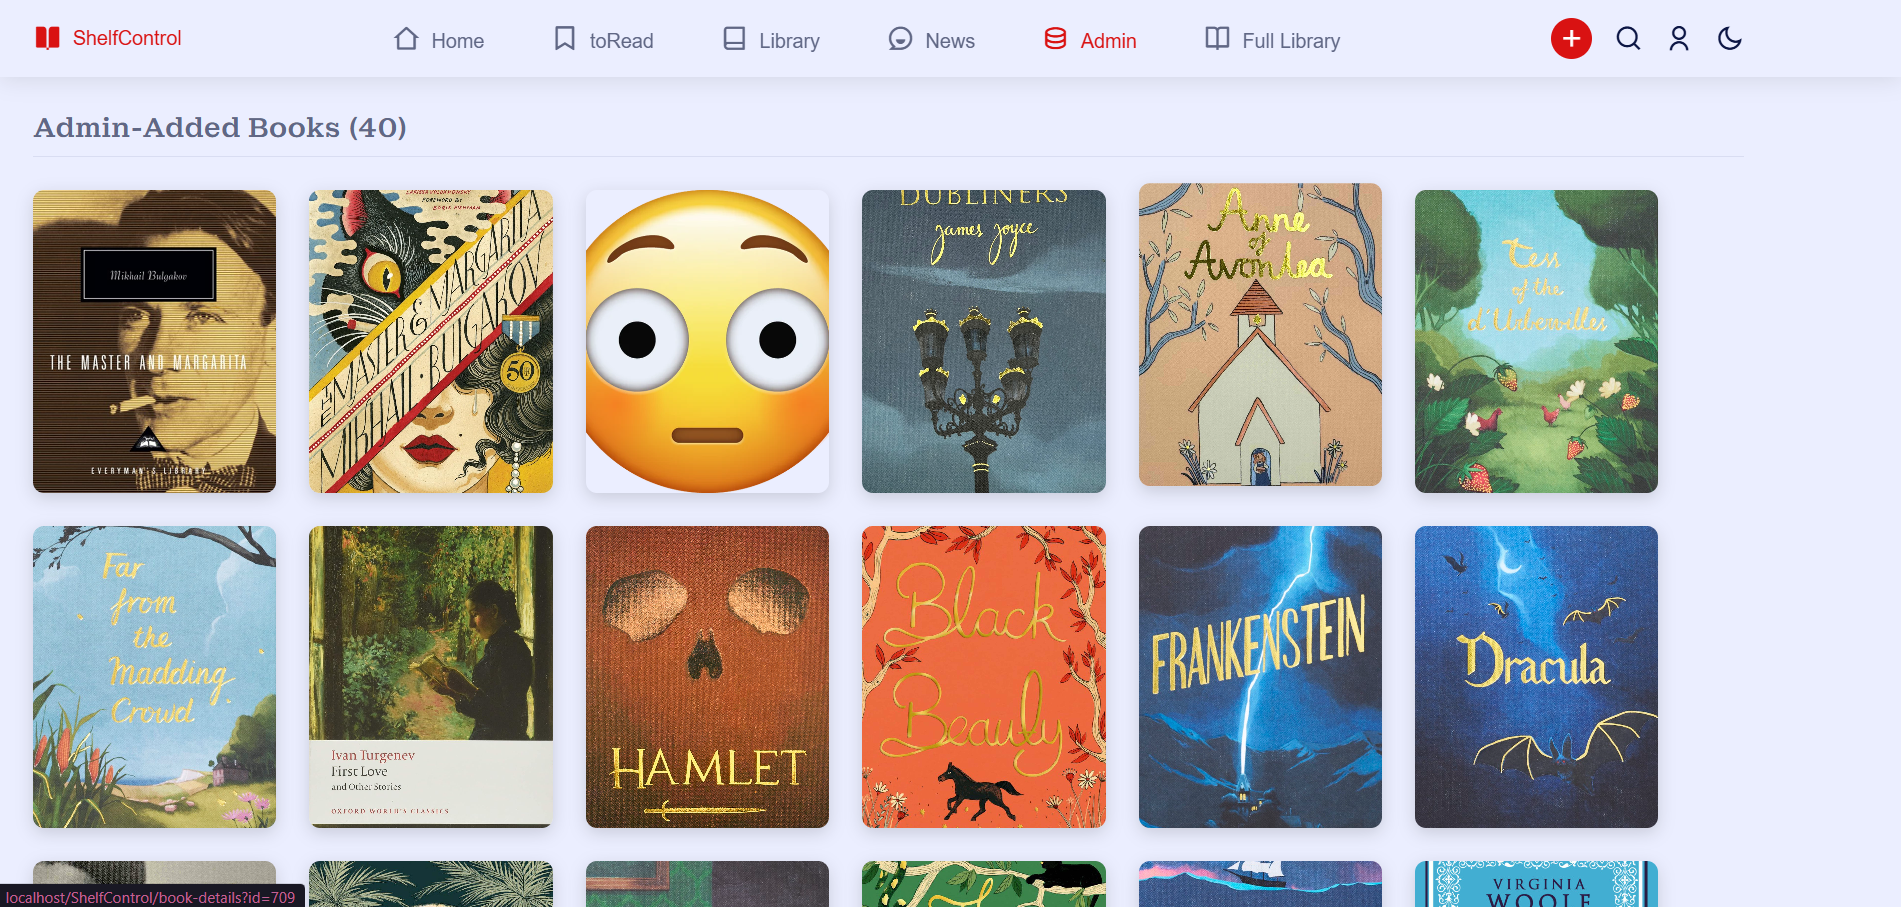 ShelfControl
Home
toRead
Library
News
Admin
Full Library
Admin-Added Books (40)
Mikhail Bulgakov
THE MASTER AND MARGARITA
EVERYMAN'S LIBRARY
FOREWORD BY
BORIS FISHMAN
MASTER & MARGARITA
MIKHAIL BULGAKOV
50
DUBLINERS
James Joyce
Anne
of
Avonlea
Tess
of the
d'Urbervilles
Far
from
the
Madding
Crowd
Ivan Turgenev
First Love
and Other Stories
OXFORD WORLD'S CLASSICS
HAMLET
Black
Beauty
FRANKENSTEIN
Dracula
VIRGINIA
WOOLF
localhost/ShelfControl/book-details?id=709